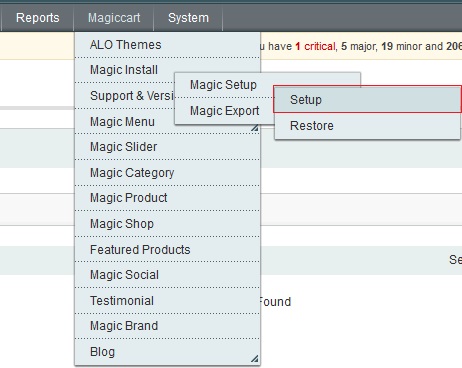 Reports Magiccart System
u have 1 critical, 5 major, 19 minor and 206
ALO Themes
Magic Install
Magic Setup
Setup
Support & Versi
Magic Export
Restore
Magic Menu
Magic Slider
Magic Category
Magic Product
Magic Shop
Featured Products
Se
Magic Social
Testimonial
Found
Magic Brand
Blog